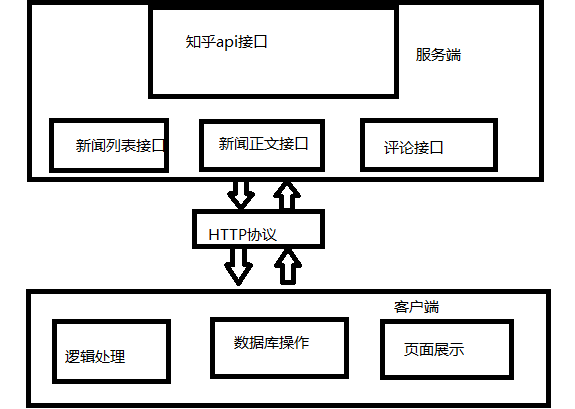 知乎api接口
服务端
新闻列表接口
新闻正文接口
评论接口
HTTP协议
客户端
逻辑处理
数据库操作
页面展示